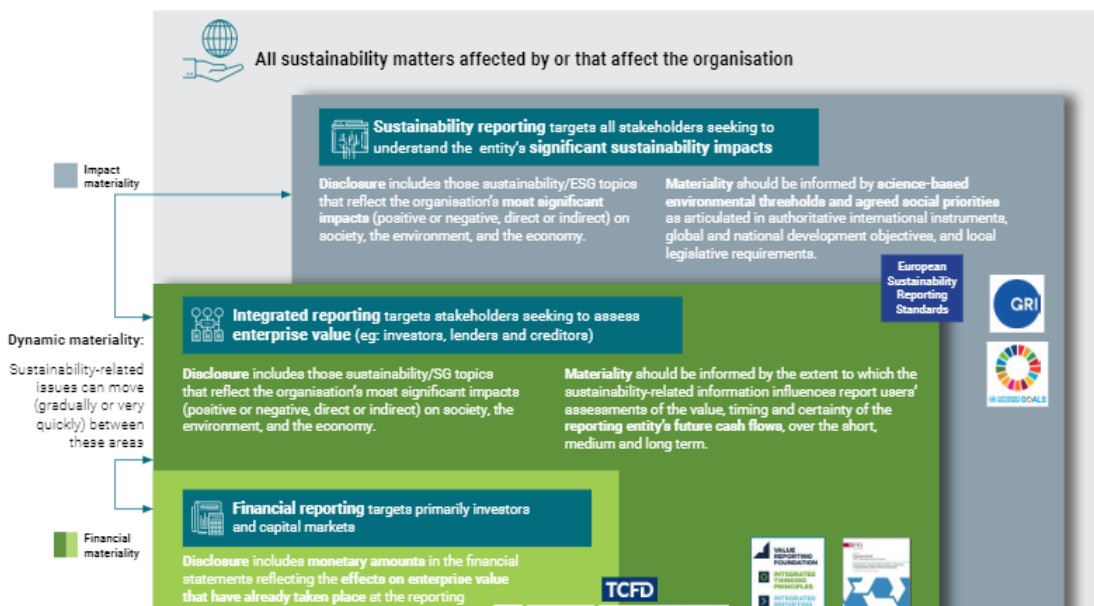 All sustainability matters affected by or that affect the organisation
Sustainability reporting targets all stakeholders seeking to
understand the entity's significant sustainability impacts
Impact
materiality
Disclosure includes those sustainability/ESG topics
that reflect the organisation's most significant
impacts (positive or negative, direct or indirect) on
society, the environment, and the economy.
Materiality should be informed by science-based
environmental thresholds and agreed social priorities
as articulated in authoritative international instruments,
global and national development objectives, and local
legislative requirements.
European
Sustainability
Reporting
Standards
GRI
Integrated reporting targets stakeholders seeking to assess
enterprise value (eg: investors, lenders and creditors)
Dynamic materiality:
Sustainability-related
issues can move
(gradually or very
quickly) between
these areas
Disclosure includes those sustainability/SG topics
that reflect the organisation's most significant impacts
(positive or negative, direct or indirect) on society, the
environment, and the economy.
Materiality should be informed by the extent to which the
sustainability-related information influences report users'
assessments of the value, timing and certainty of the
reporting entity's future cash flows, over the short,
medium and long term.
GOALS
Financial reporting targets primarily investors
and capital markets
Financial
materiality
Disclosure includes monetary amounts in the financial
statements reflecting the effects on enterprise value
that have already taken place at the reporting
TCFD
VALUE
REPORTING
FOUNDATION
INTEGRATED
THINKING
PRINCIPLES
INTEGRATED
REPORTING